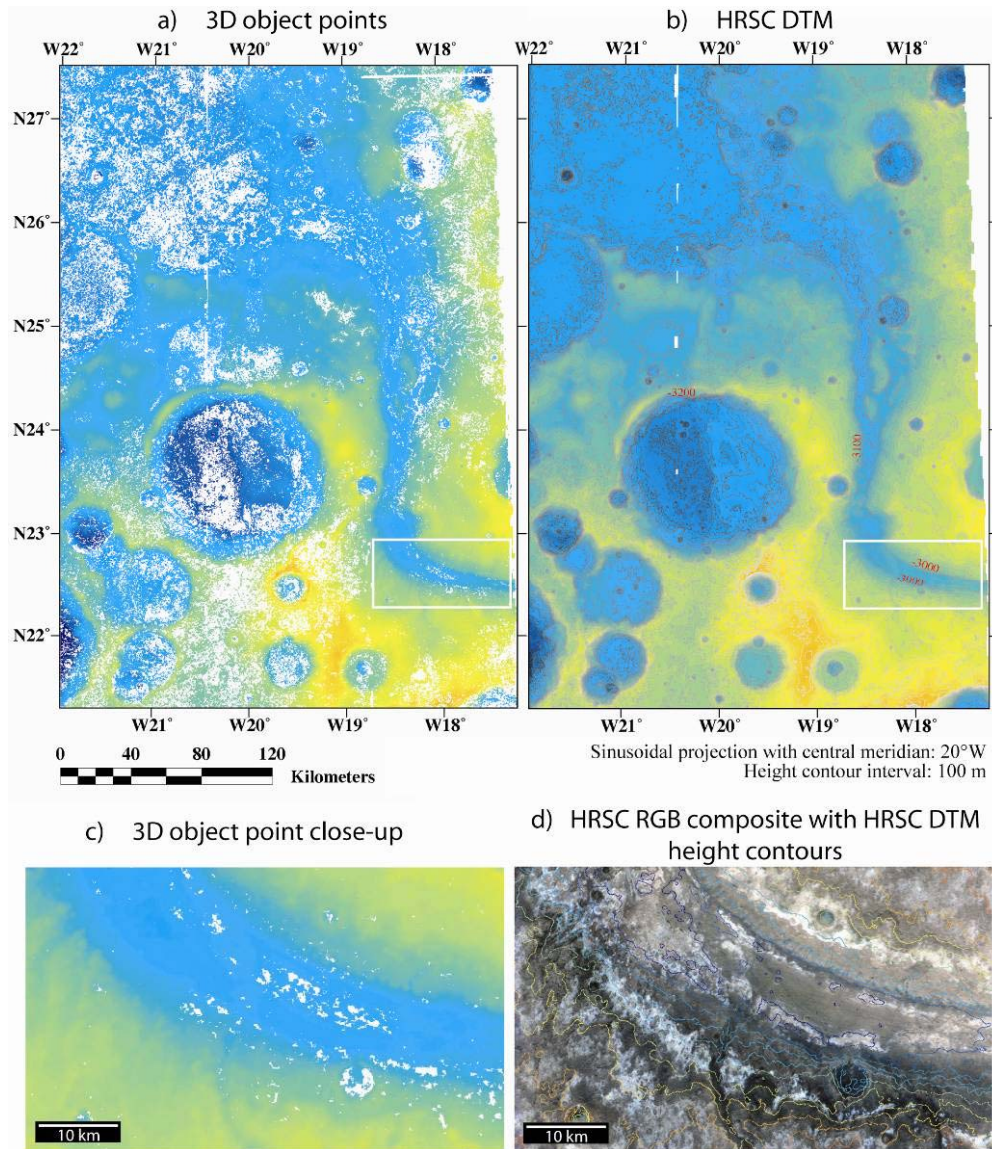 a) 3D object points
b) HRSC DTM
W22° W21° W20° W19° W18°
W22° W21° W20° W19° W18°
N27°
N26°
N25°
N24°
N23°
N22°
-3200
3100
-3000
-3000
W21° W20° W19° W18°
W21° W20° W19° W18°
0 40 60 80 120
Kilometers
Sinusoidal projection with central meridian: 20°W
Height contour interval: 100 m
c) 3D object point close-up
d) HRSC RGB composite with HRSC DTM
height contours
10 km
10 km